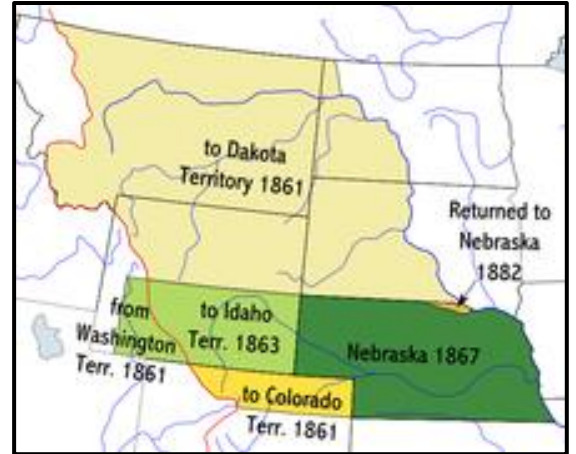 to Dakota
Territory 1861
Returned to
Nebraska
1882
from
Washington
Terr. 1861
to Idaho
Terr. 1863
Nebraska 1867
to Colorado
Terr. 1861